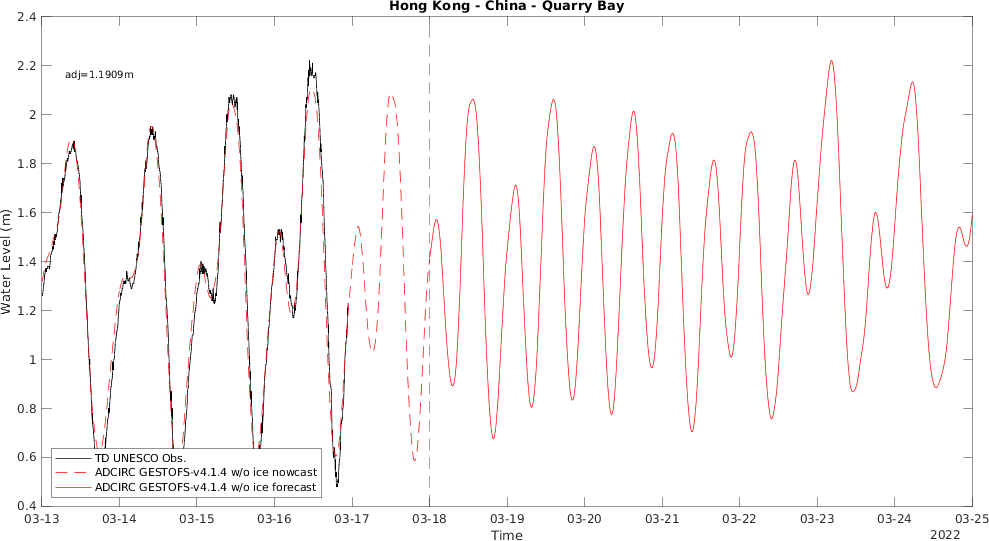 Hong Kong - China - Quarry Bay
2.4
2.2
2
1.8
1.6
1.4
1.2
1
0.8
0.6
0.4
Water Level (m)
adj=1.1909m
TD UNESCO Obs.
ADCIRC GESTOFS-v4.1.4 w/o ice nowcast
ADCIRC GESTOFS-v4.1.4 w/o ice forecast
03-13 03-14 03-15 03-16 03-17 03-18 03-19 03-20 03-21 03-22 03-23 03-24 03-25
Time
2022